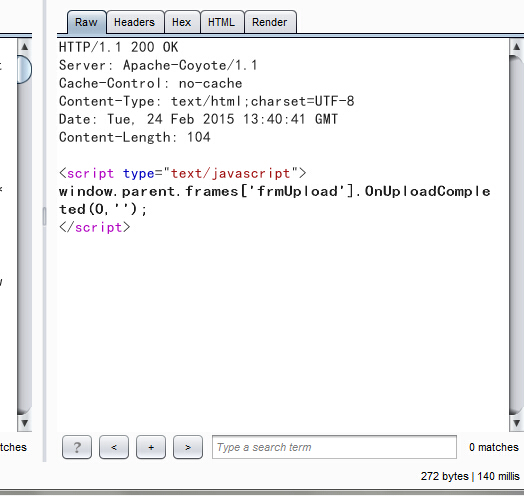 Raw Headers Hex HTML Render
HTTP/1.1 200 OK
Server: Apache-Coyote/1.1
Cache-Control: no-cache
Content-Type: text/html;charset=UTF-8
Date: Tue, 24 Feb 2015 13:40:41 GMT
Content-Length: 104
<script type="text/javascript">
window.parent.frames['frmUpload'].OnUploadComple
ted(0,'');
</script>
tches
? < + > Type a search term 0 matches
272 bytes | 140 millis